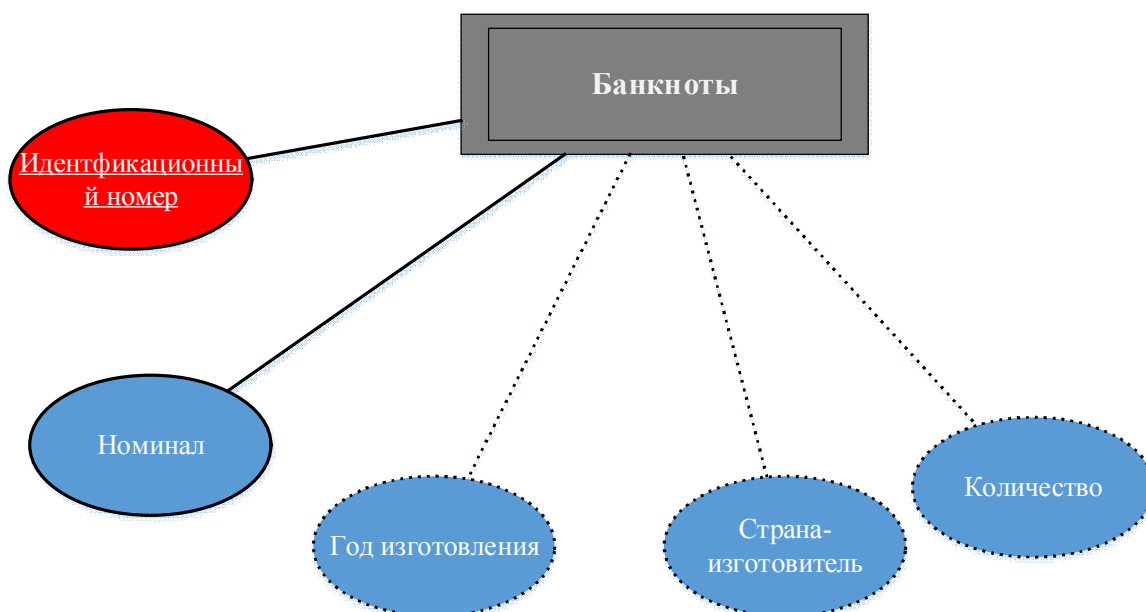 Банкноты
Идентфикационны
й номер
Номинал
Год изготовления
Страна-
изготовитель
Количество